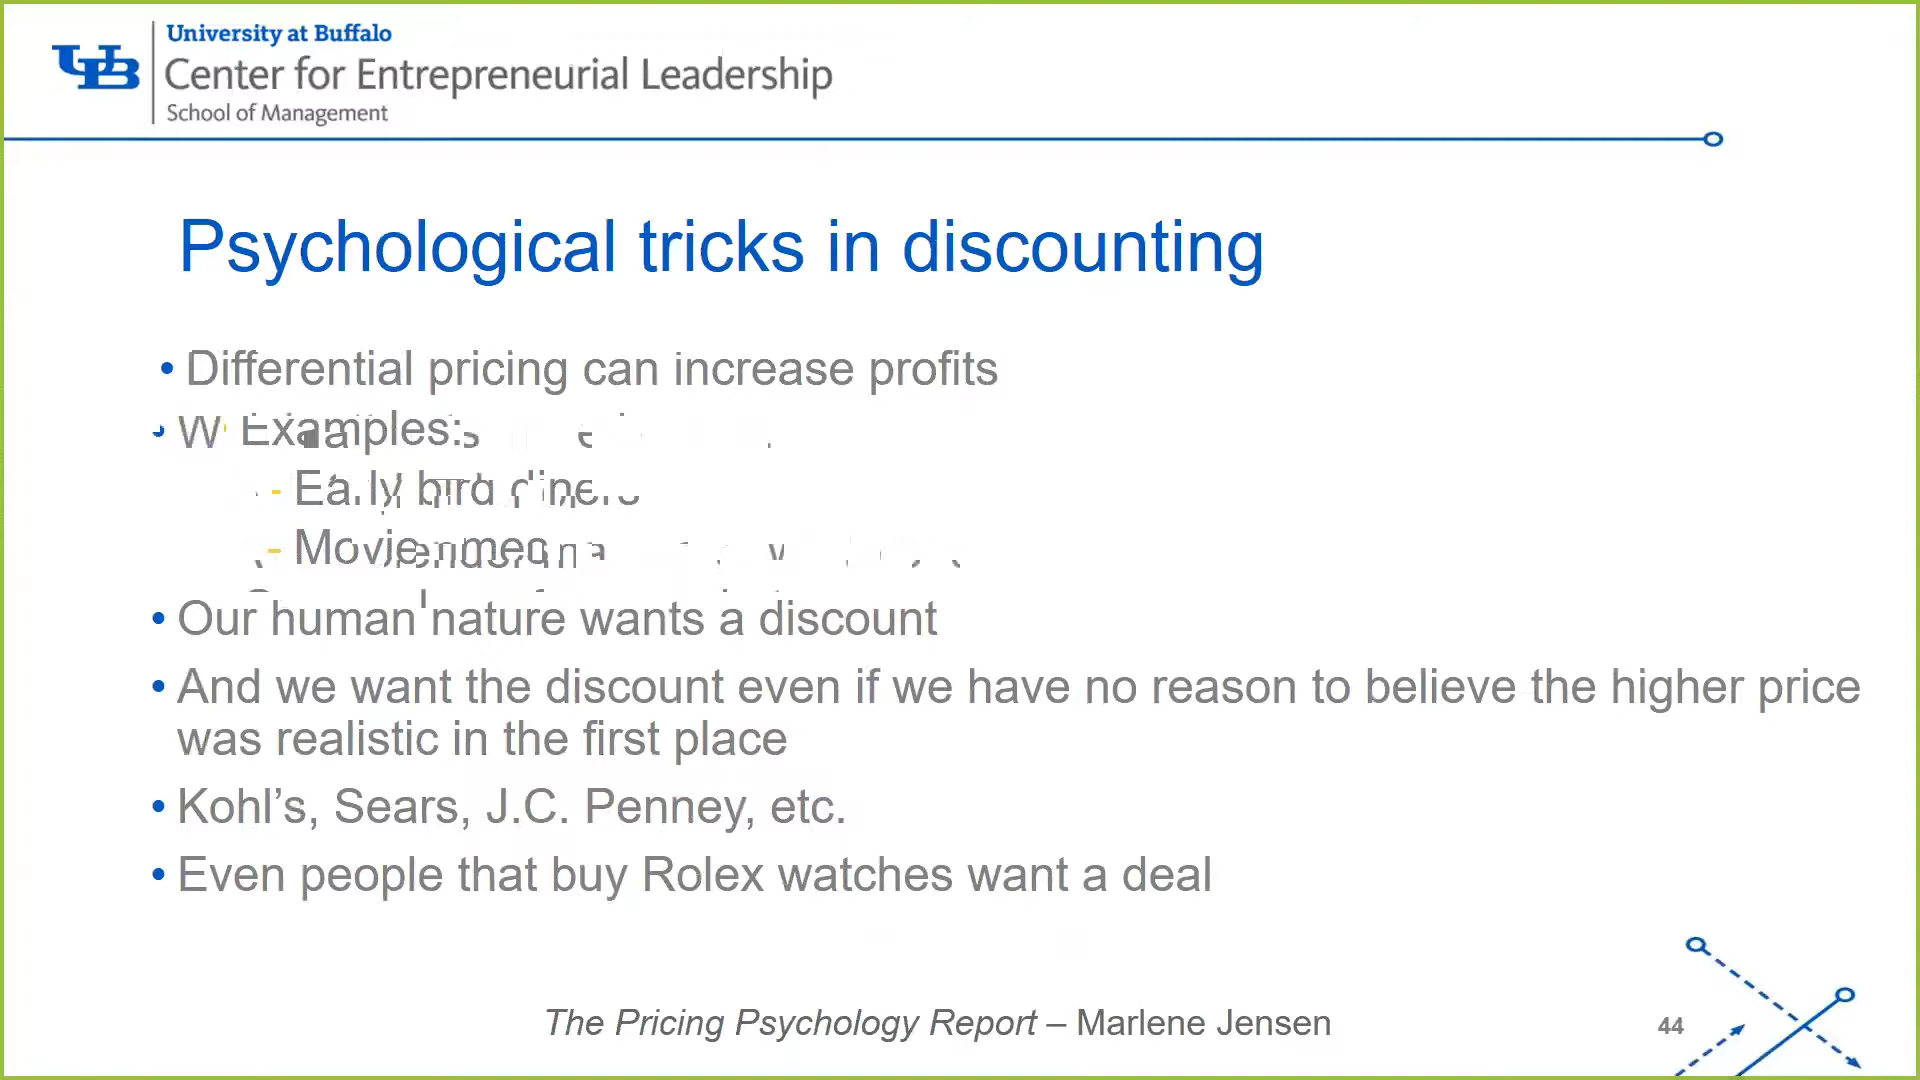 University at Buffalo
Center for Entrepreneurial Leadership
School of Management
Psychological tricks in discounting
• Differential pricing can increase profits
Examples:
- Early bird diners
- Movie
• Our human nature wants a discount
• And we want the discount even if we have no reason to believe the higher price
was realistic in the first place
• Kohl’s, Sears, J.C. Penney, etc.
• Even people that buy Rolex watches want a deal
The Pricing Psychology Report – Marlene Jensen
44